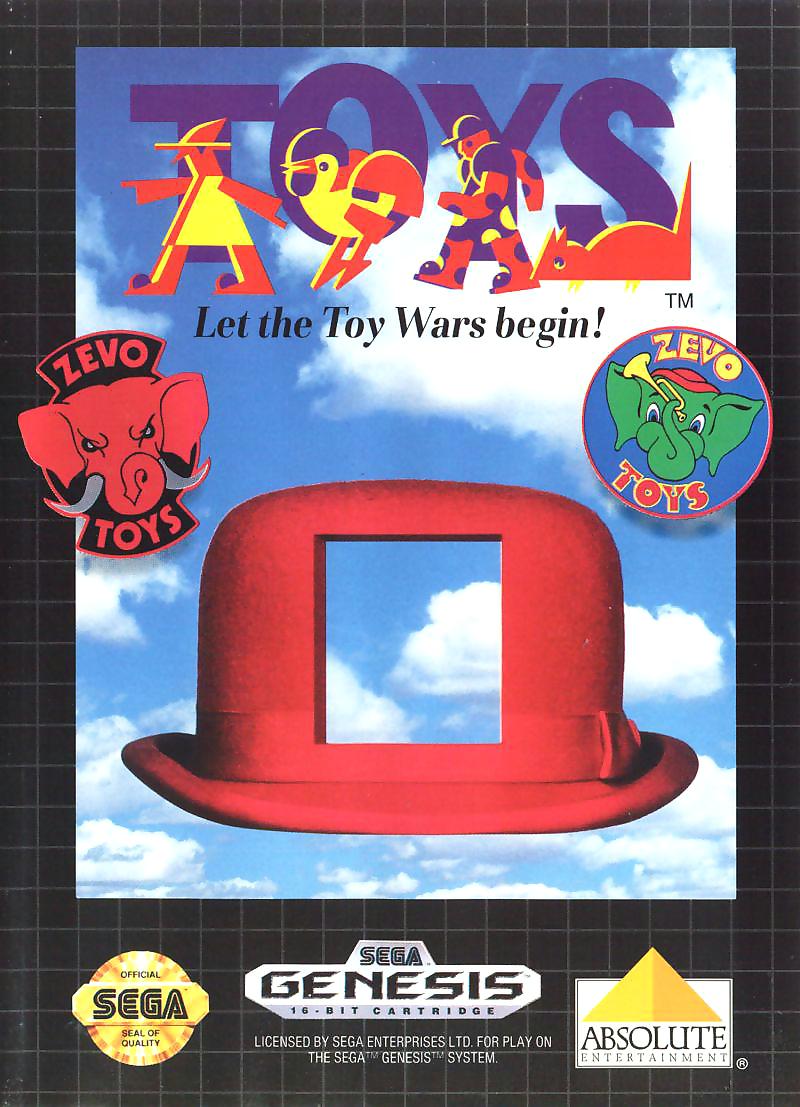 TOYS
TM
Let the Toy Wars begin!
ZEVO
TOYS
ZEVO
TOYS
OFFICIAL
SEGA
SEAL OF
QUALITY
SEGA™
GENESIS
16-BIT CARTRIDGE
LICENSED BY SEGA ENTERPRISES LTD. FOR PLAY ON
THE SEGA™ GENESIS™ SYSTEM.
ABSOLUTE
ENTERTAINMENT®